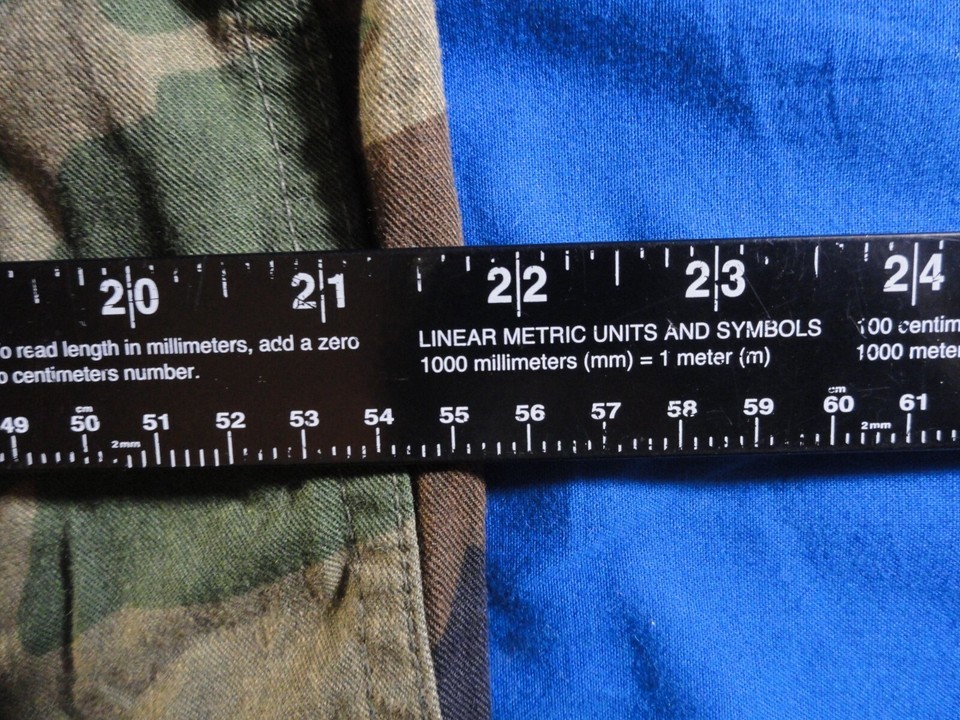 20 21 22 23 24
read length in millimeters, add a zero
centimeters number.
LINEAR METRIC UNITS AND SYMBOLS
1000 millimeters (mm) = 1 meter (m)
100 centim
1000 meter
cm cm
49 50 51 52 53 54 55 56 57 58 59 60 61
2mm 2mm